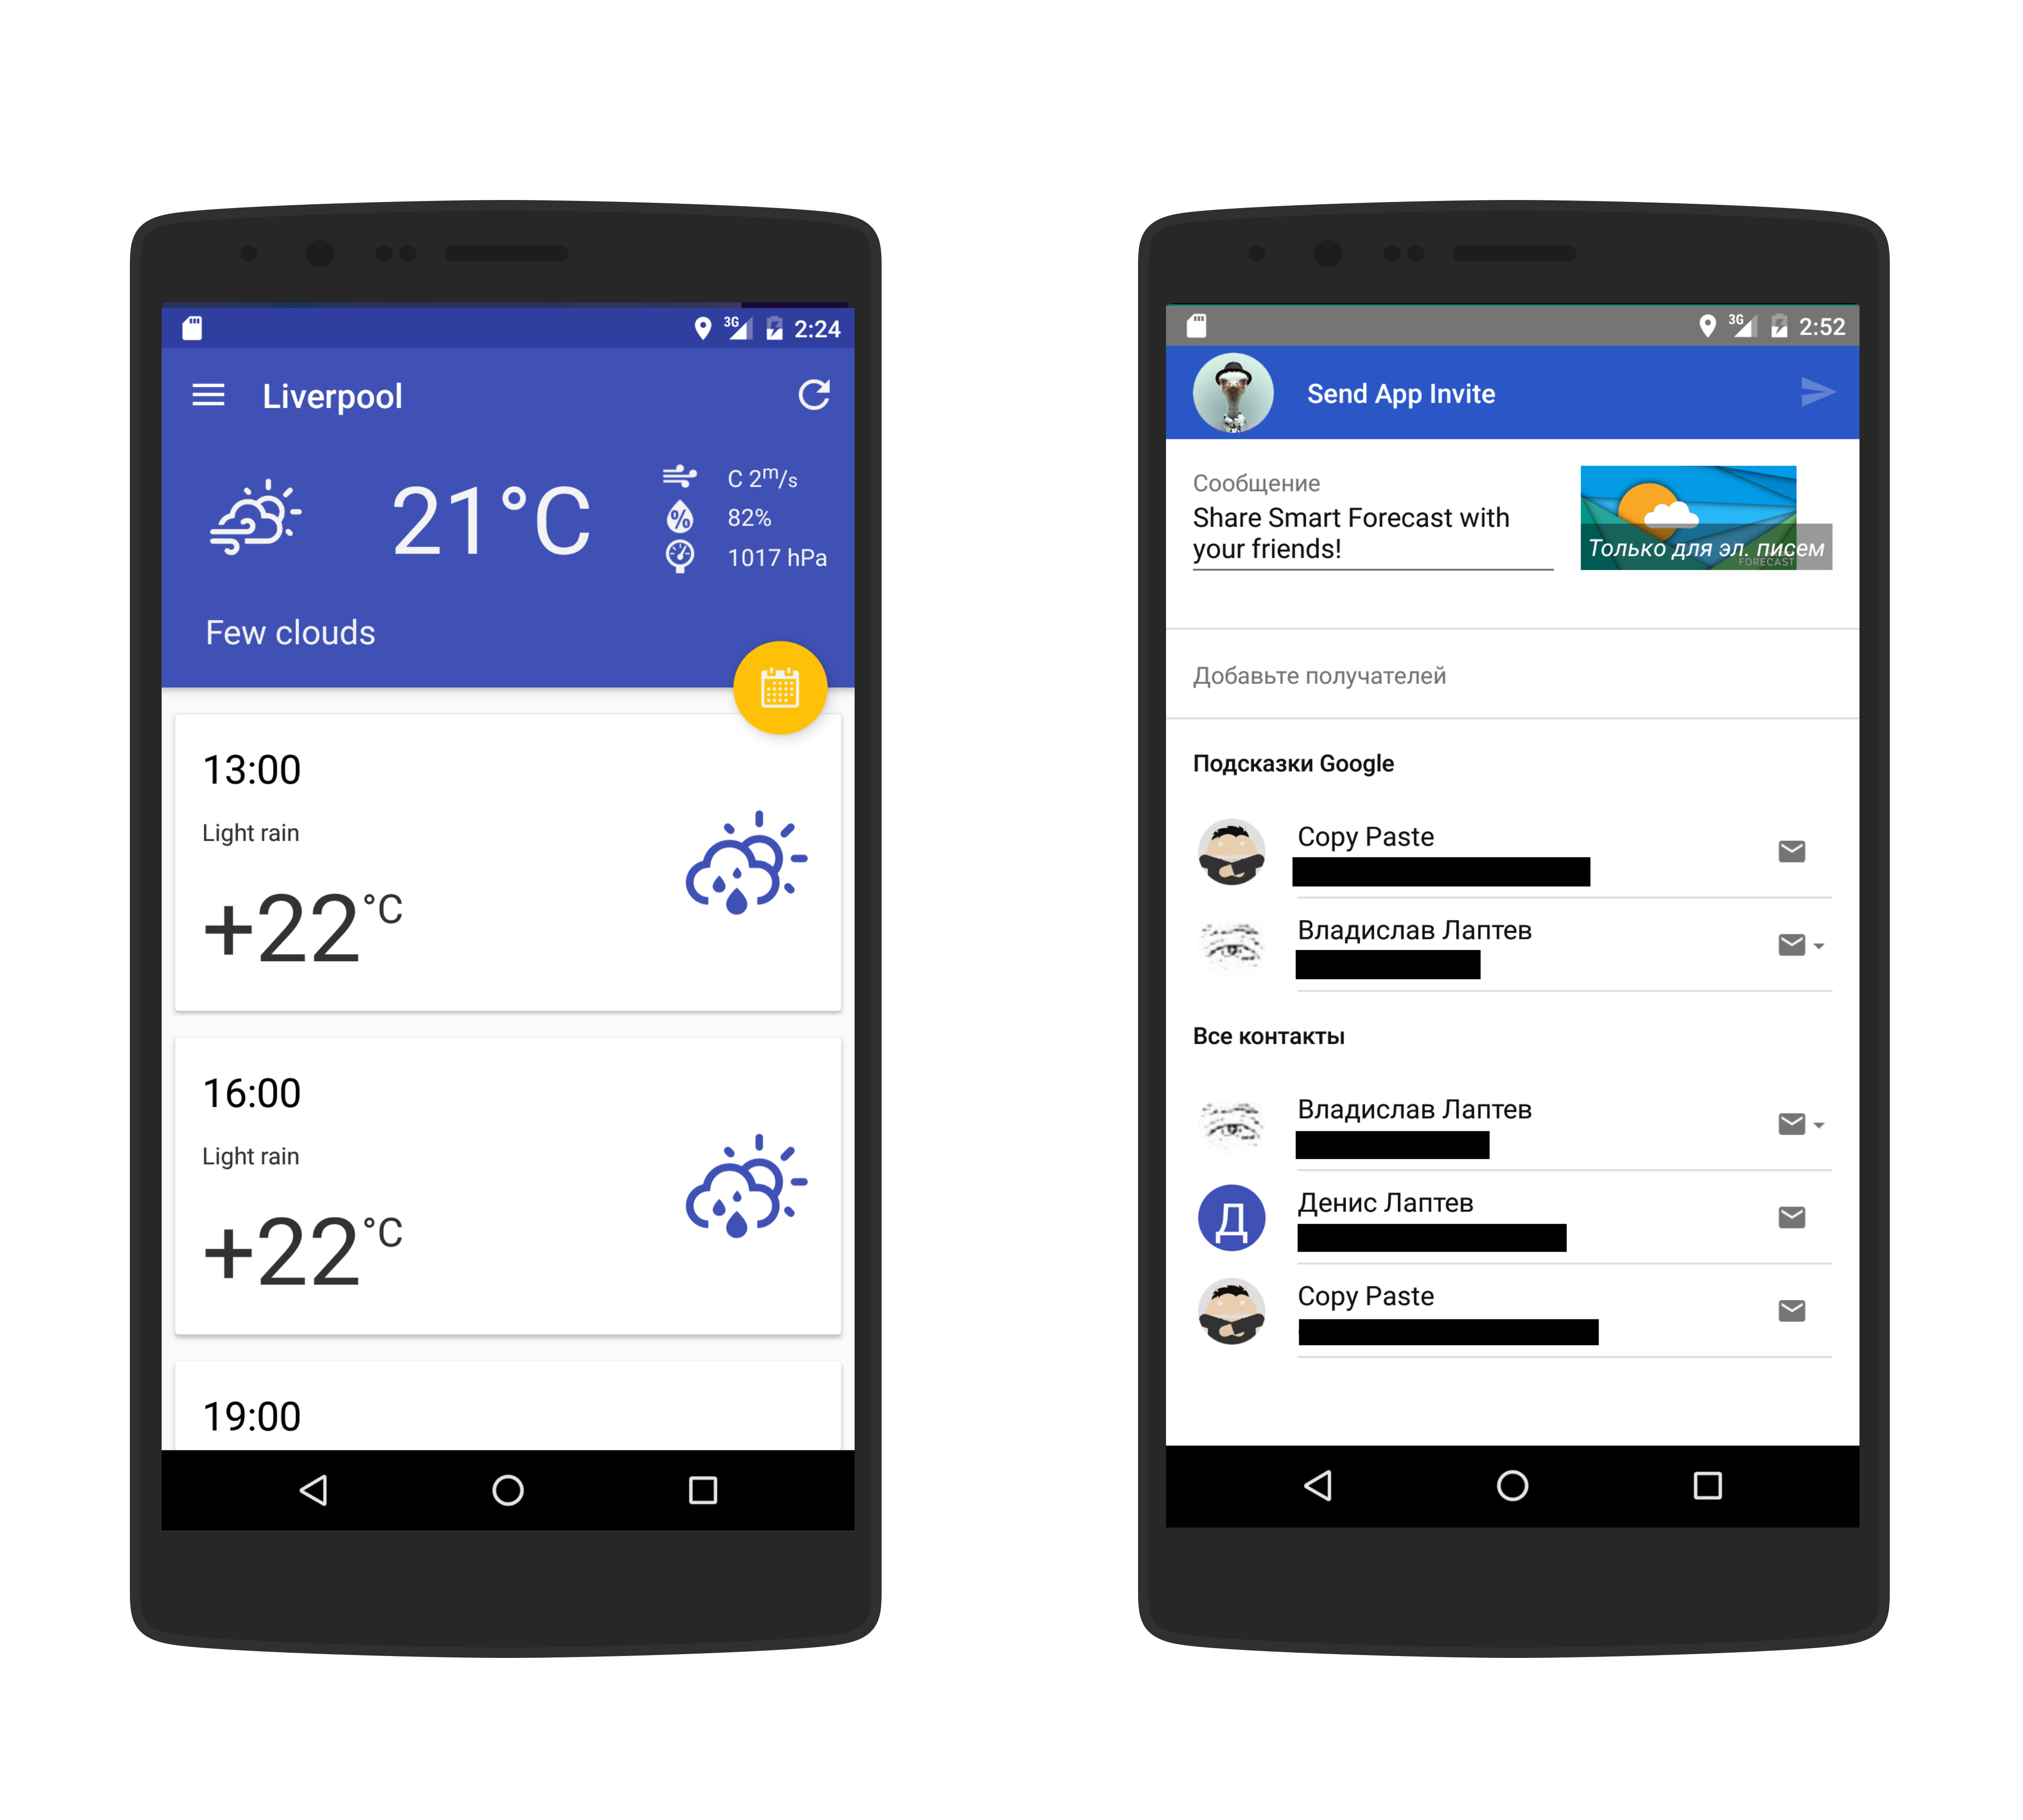 3G 2:24
Liverpool
21°C
C 2m/s
82%
1017 hPa
Few clouds
13:00
Light rain
+22°C
16:00
Light rain
+22°C
19:00
3G 2:52
Send App Invite
Сообщение
Share Smart Forecast with
your friends!
Только для эл. писем
FORECAST
Добавьте получателей
Подсказки Google
Copy Paste
Владислав Лаптев
Все контакты
Владислав Лаптев
Д
Денис Лаптев
Copy Paste